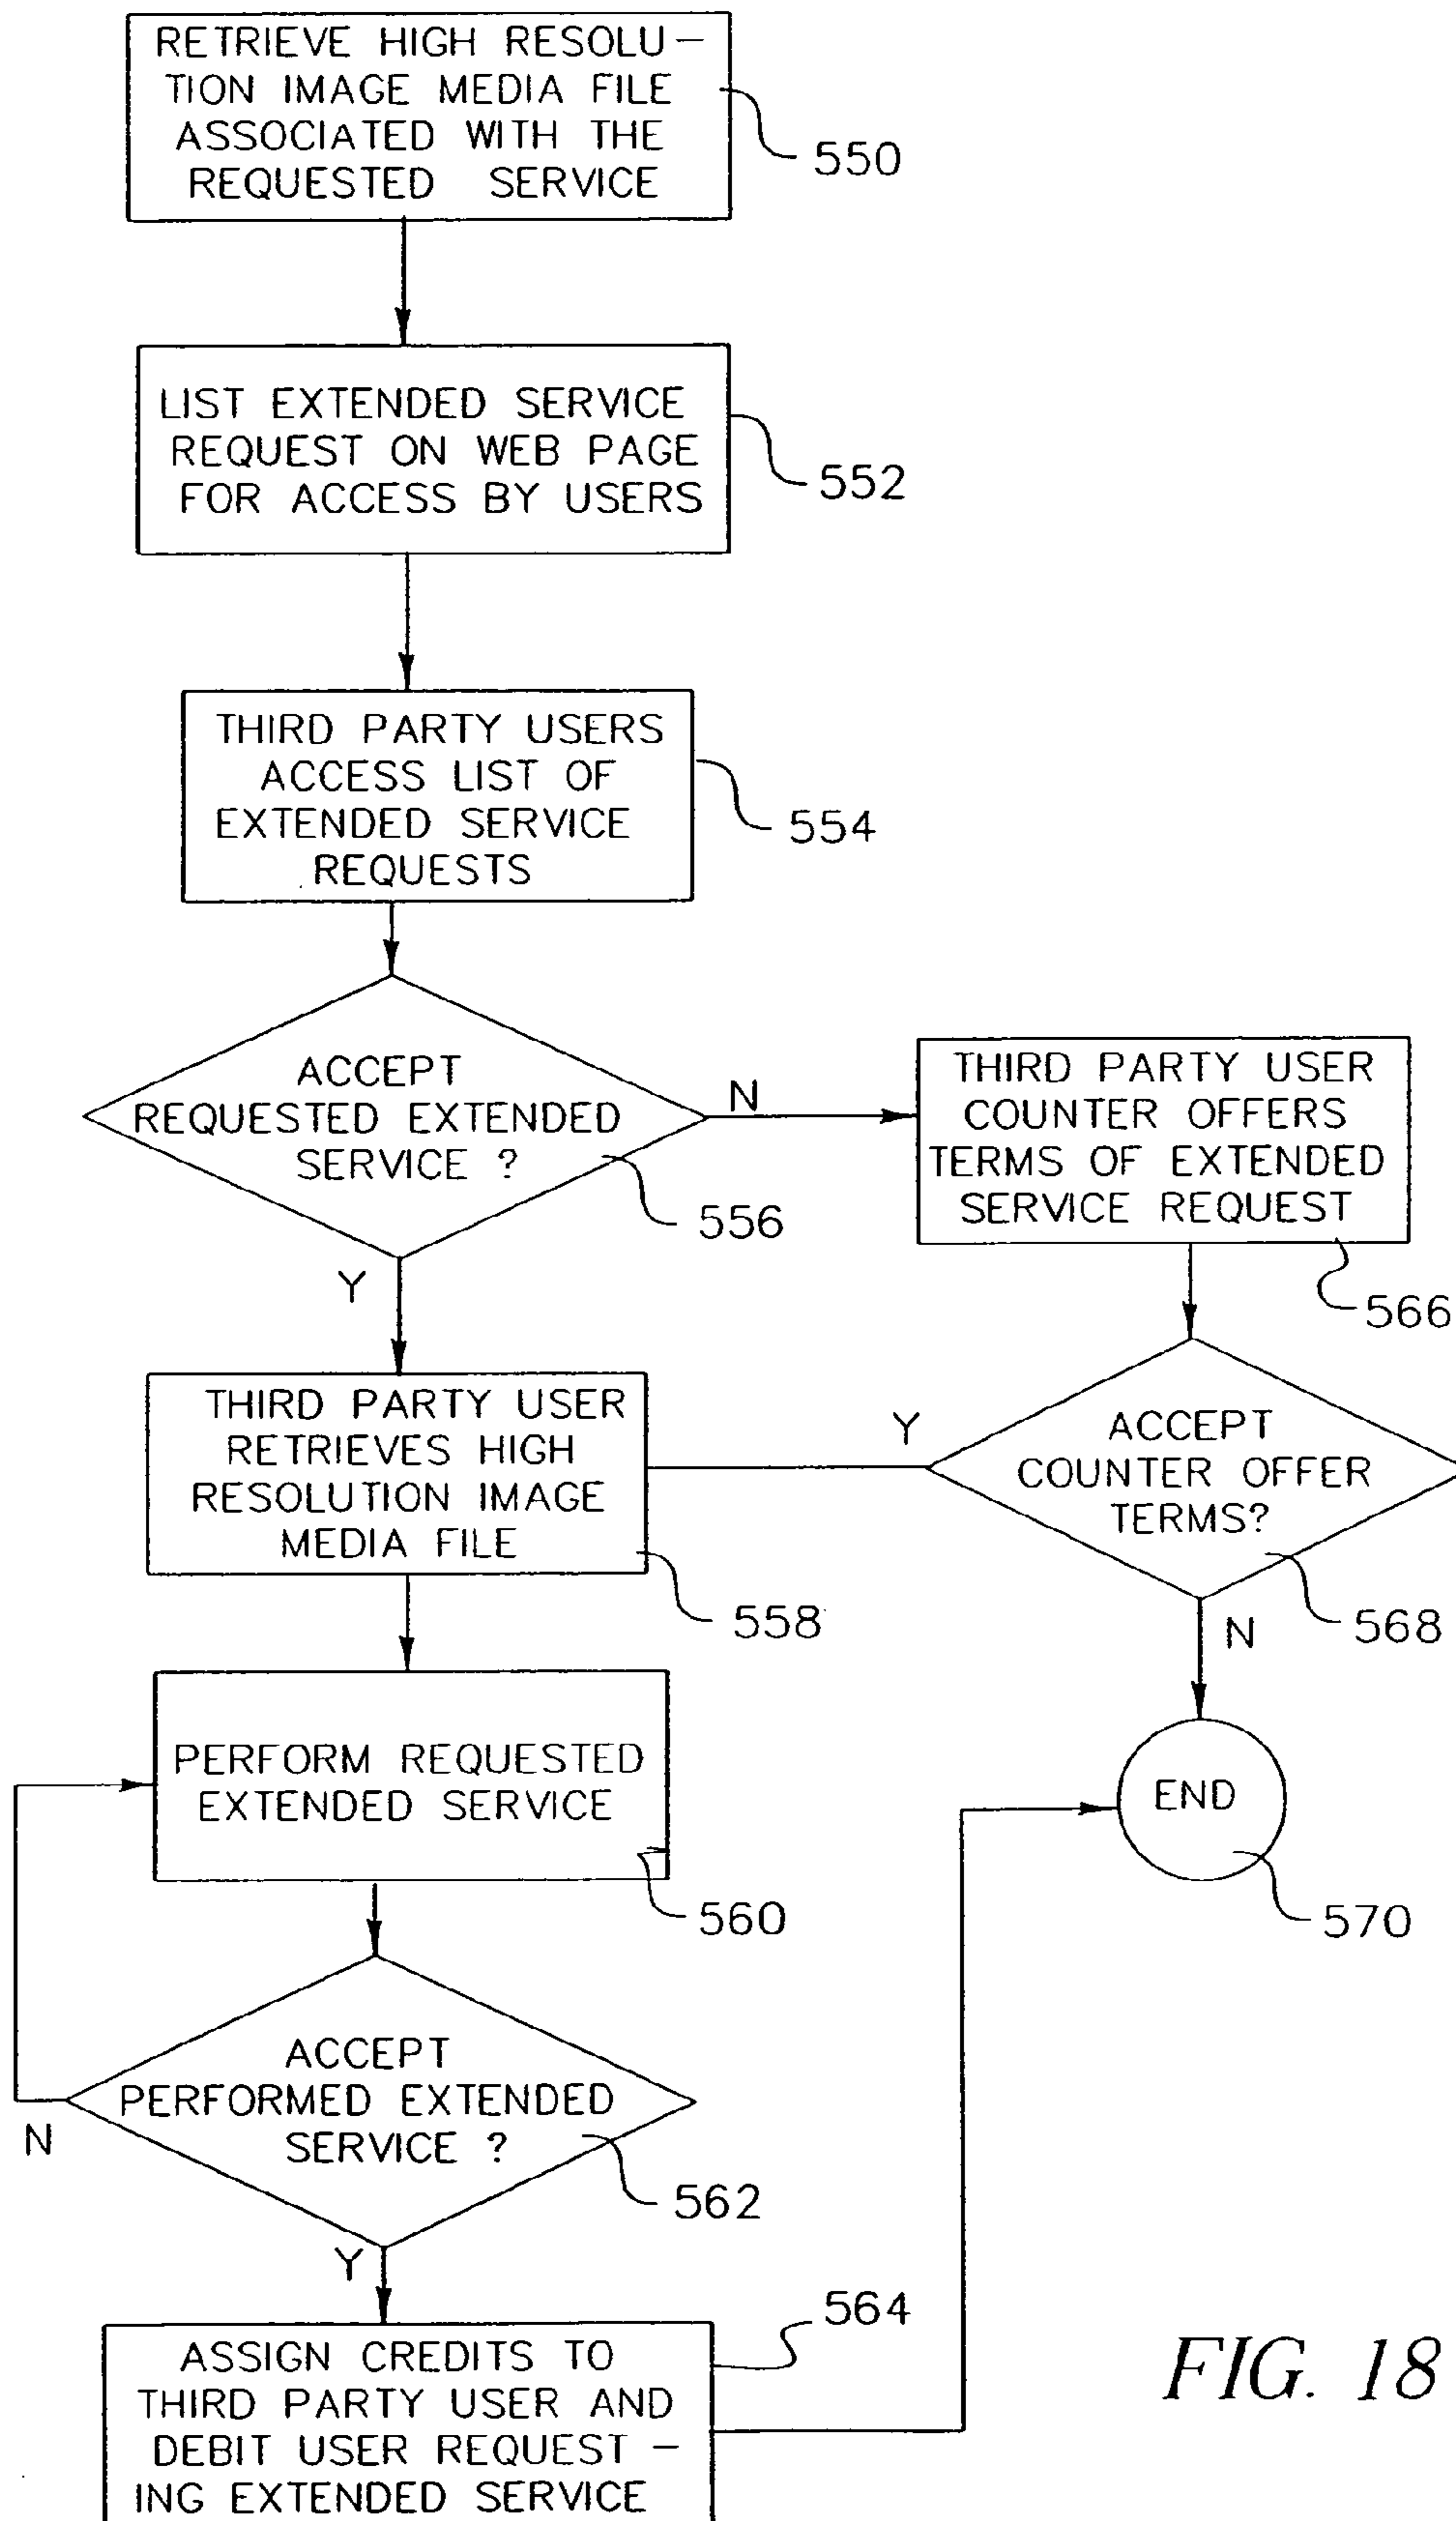 RETRIEVE HIGH RESOLU-
TION IMAGE MEDIA FILE
ASSOCIATED WITH THE
REQUESTED SERVICE
550
LIST EXTENDED SERVICE
REQUEST ON WEB PAGE
FOR ACCESS BY USERS
552
THIRD PARTY USERS
ACCESS LIST OF
EXTENDED SERVICE
REQUESTS
554
ACCEPT
REQUESTED EXTENDED
SERVICE ?
556
N
Y
THIRD PARTY USER
COUNTER OFFERS
TERMS OF EXTENDED
SERVICE REQUEST
566
THIRD PARTY USER
RETRIEVES HIGH
RESOLUTION IMAGE
MEDIA FILE
558
Y
ACCEPT
COUNTER OFFER
TERMS?
568
N
PERFORM REQUESTED
EXTENDED SERVICE
560
END
570
ACCEPT
PERFORMED EXTENDED
SERVICE ?
562
N
Y
564
ASSIGN CREDITS TO
THIRD PARTY USER AND
DEBIT USER REQUEST-
ING EXTENDED SERVICE
FIG. 18